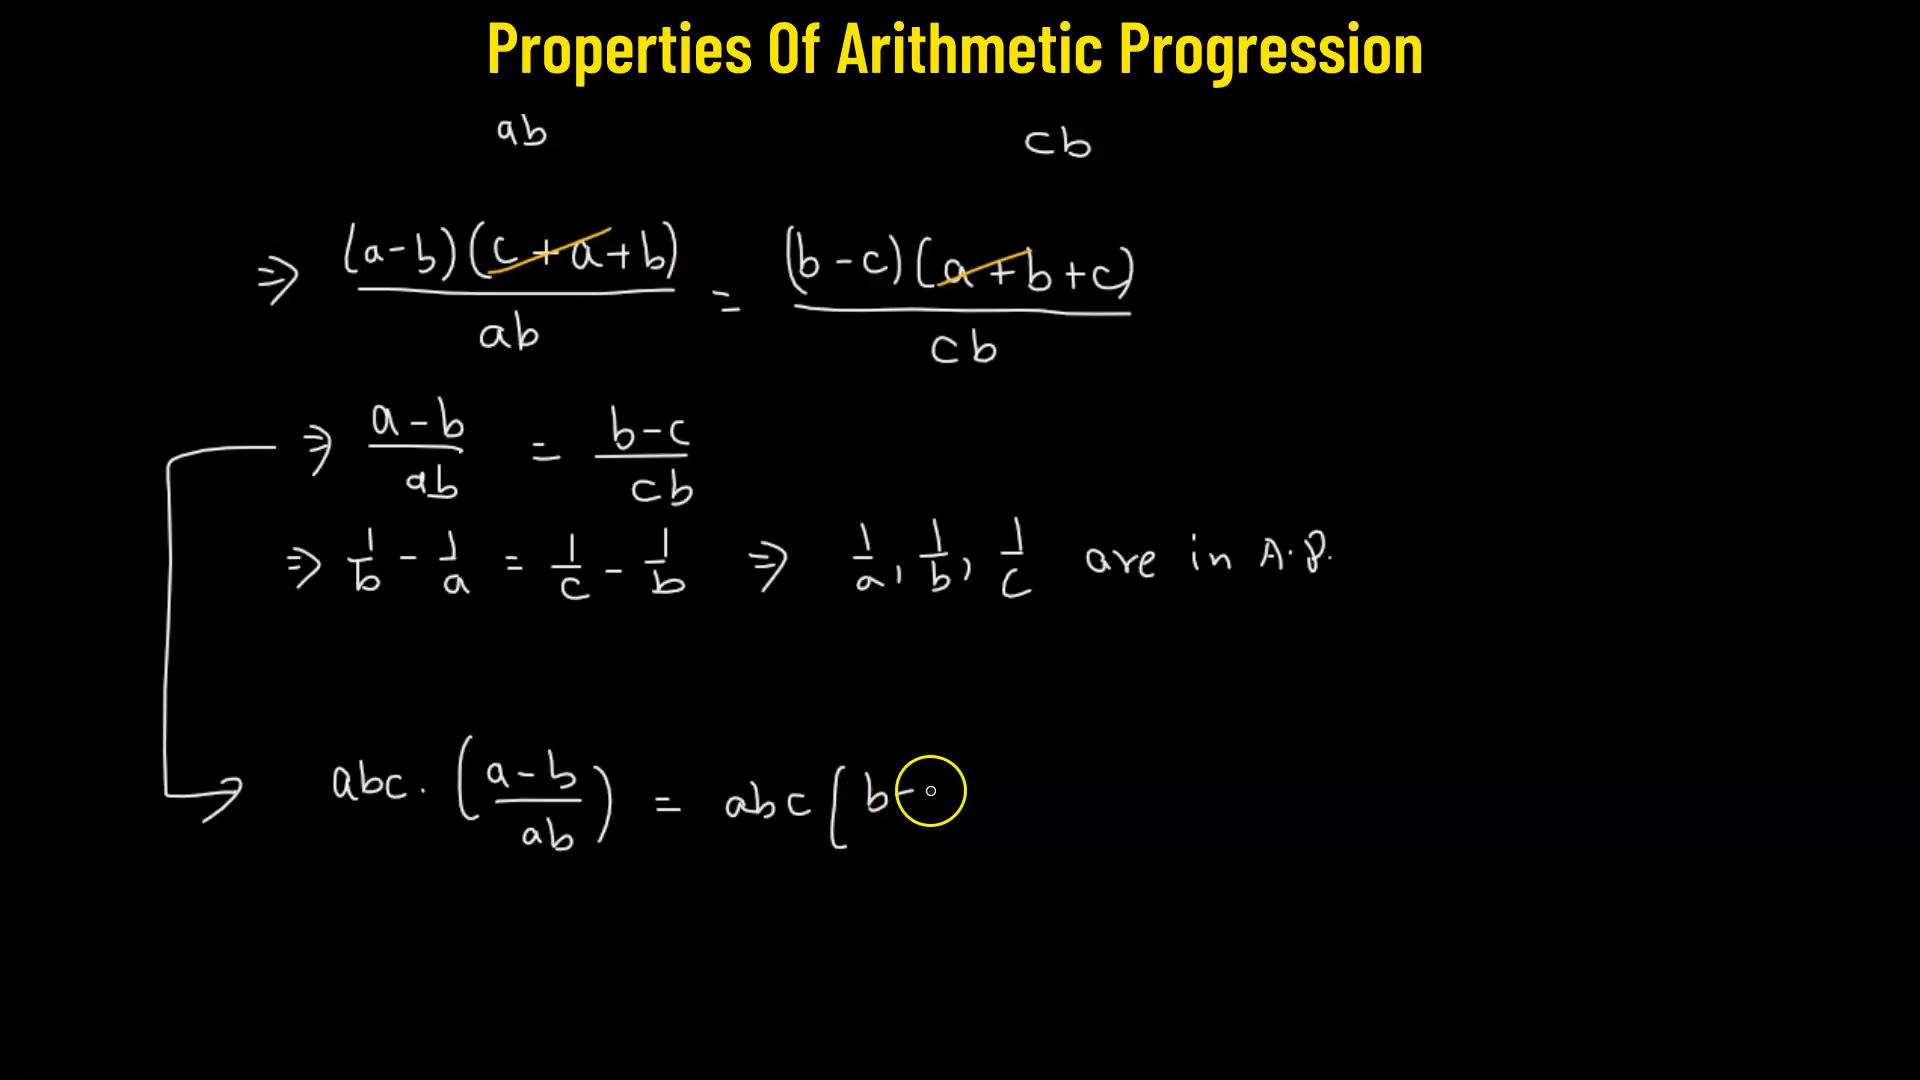 Properties Of Arithmetic Progression
ab cb
⇒ (a-b)(c+a+b)/ab = (b-c)(a+b+c)/cb
⇒ a-b/ab = b-c/cb
⇒ 1/b - 1/a = 1/c - 1/b ⇒ 1/a, 1/b, 1/c are in A.P.
abc. (a-b/ab) = abc [b-